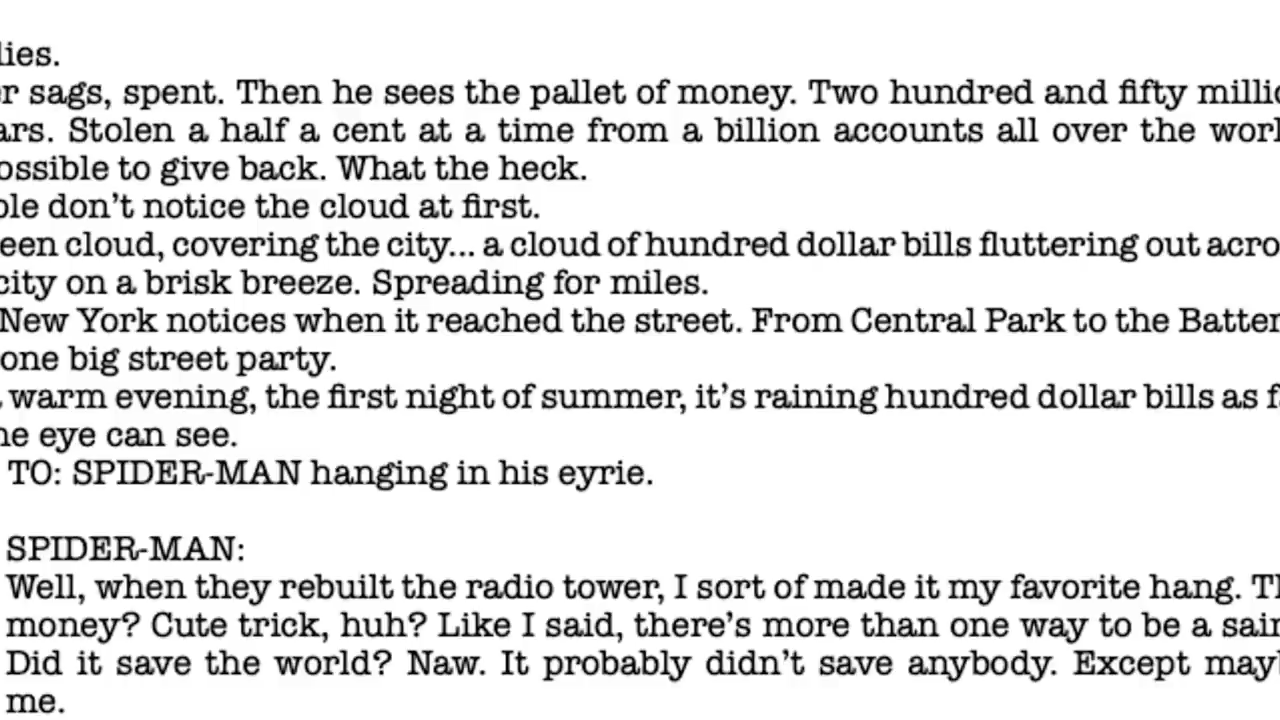 lies.
er sags, spent. Then he sees the pallet of money. Two hundred and fifty millio
ars. Stolen a half a cent at a time from a billion accounts all over the worl
ossible to give back. What the heck.
ple don't notice the cloud at first.
een cloud, covering the city... a cloud of hundred dollar bills fluttering out acro
city on a brisk breeze. Spreading for miles.
New York notices when it reached the street. From Central Park to the Batter
one big street party.
warm evening, the first night of summer, it's raining hundred dollar bills as fa
he eye can see.
TO: SPIDER-MAN hanging in his eyrie.
SPIDER-MAN:
Well, when they rebuilt the radio tower, I sort of made it my favorite hang. Th
money? Cute trick, huh? Like I said, there's more than one way to be a sain
Did it save the world? Naw. It probably didn't save anybody. Except mayb
me.